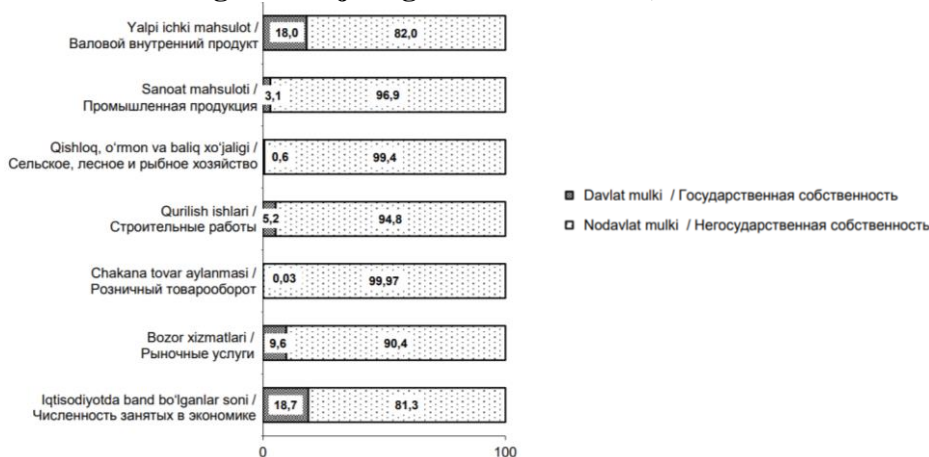 Yalpi ichki mahsulot /
Валовой внутренний продукт
18,0 82,0
Sanoat mahsuloti /
Промышленная продукция
3,1 96,9
Qishloq, o‘rmon va baliq xo‘jaligi /
Сельское, лесное и рыбное хозяйство
0,6 99,4
Qurilish ishlari /
Строительные работы
5,2 94,8
Chakana tovar aylanmasi /
Розничный товарооборот
0,03 99,97
Bozor xizmatlari /
Рыночные услуги
9,6 90,4
Iqtisodiyotda band bo‘lganlar soni /
Численность занятых в экономике
18,7 81,3
0 100
Davlat mulki / Государственная собственность
Nodavlat mulki / Негосударственная собственность